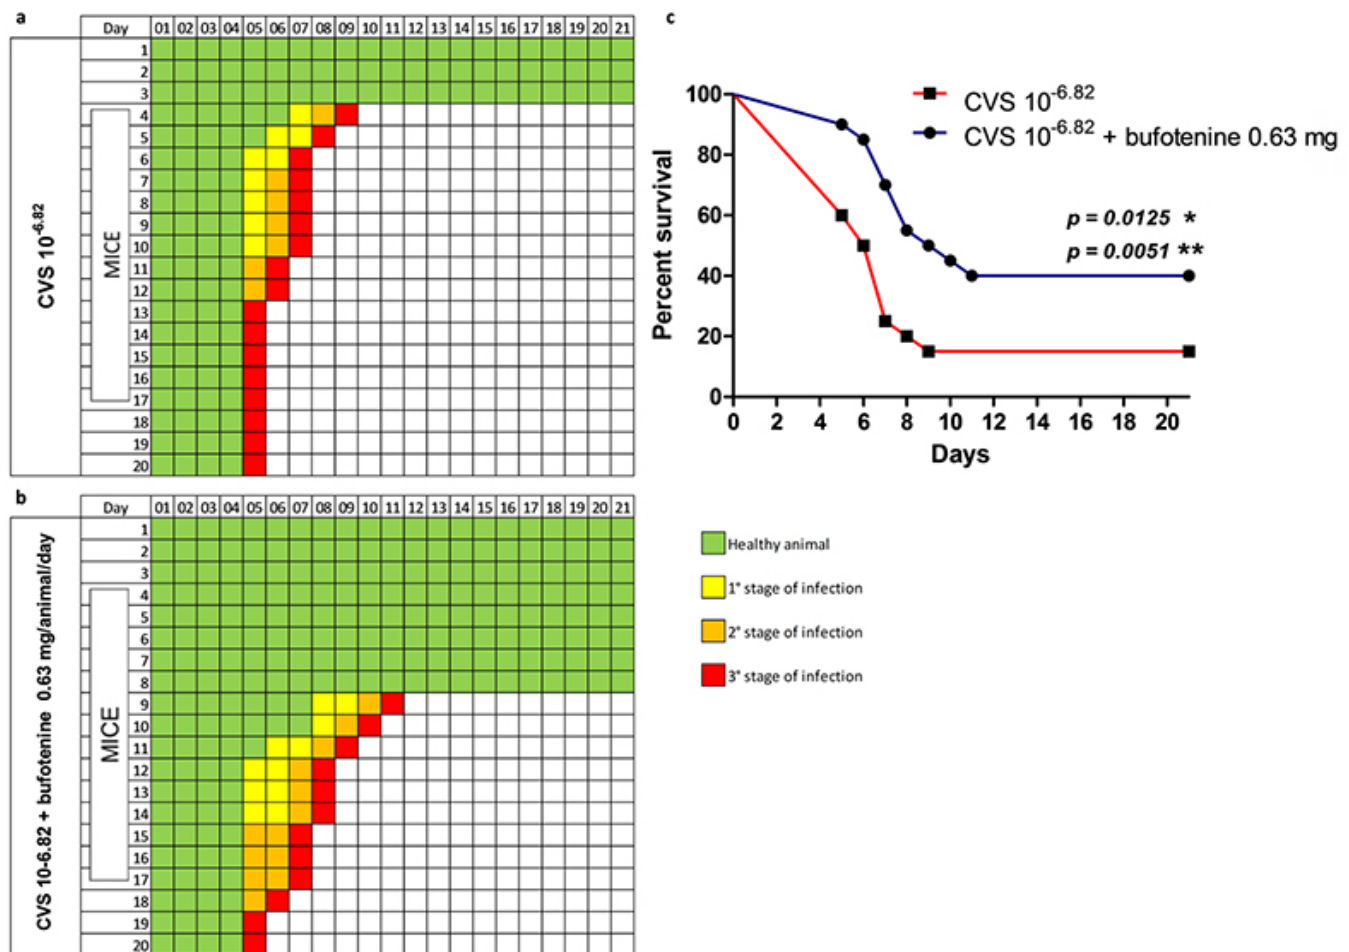 a
Day 01 02 03 04 05 06 07 08 09 10 11 12 13 14 15 16 17 18 19 20 21
CVS 10^-6.82
MICE
1
2
3
4
5
6
7
8
9
10
11
12
13
14
15
16
17
18
19
20
b
Day 01 02 03 04 05 06 07 08 09 10 11 12 13 14 15 16 17 18 19 20 21
CVS 10-6.82 + bufotenine 0.63 mg/animal/day
MICE
1
2
3
4
5
6
7
8
9
10
11
12
13
14
15
16
17
18
19
20
c
CVS 10^-6.82
CVS 10^-6.82 + bufotenine 0.63 mg
p = 0.0125 *
p = 0.0051 **
Percent survival
100
80
60
40
20
0
0 2 4 6 8 10 12 14 16 18 20
Days
Healthy animal
1° stage of infection
2° stage of infection
3° stage of infection